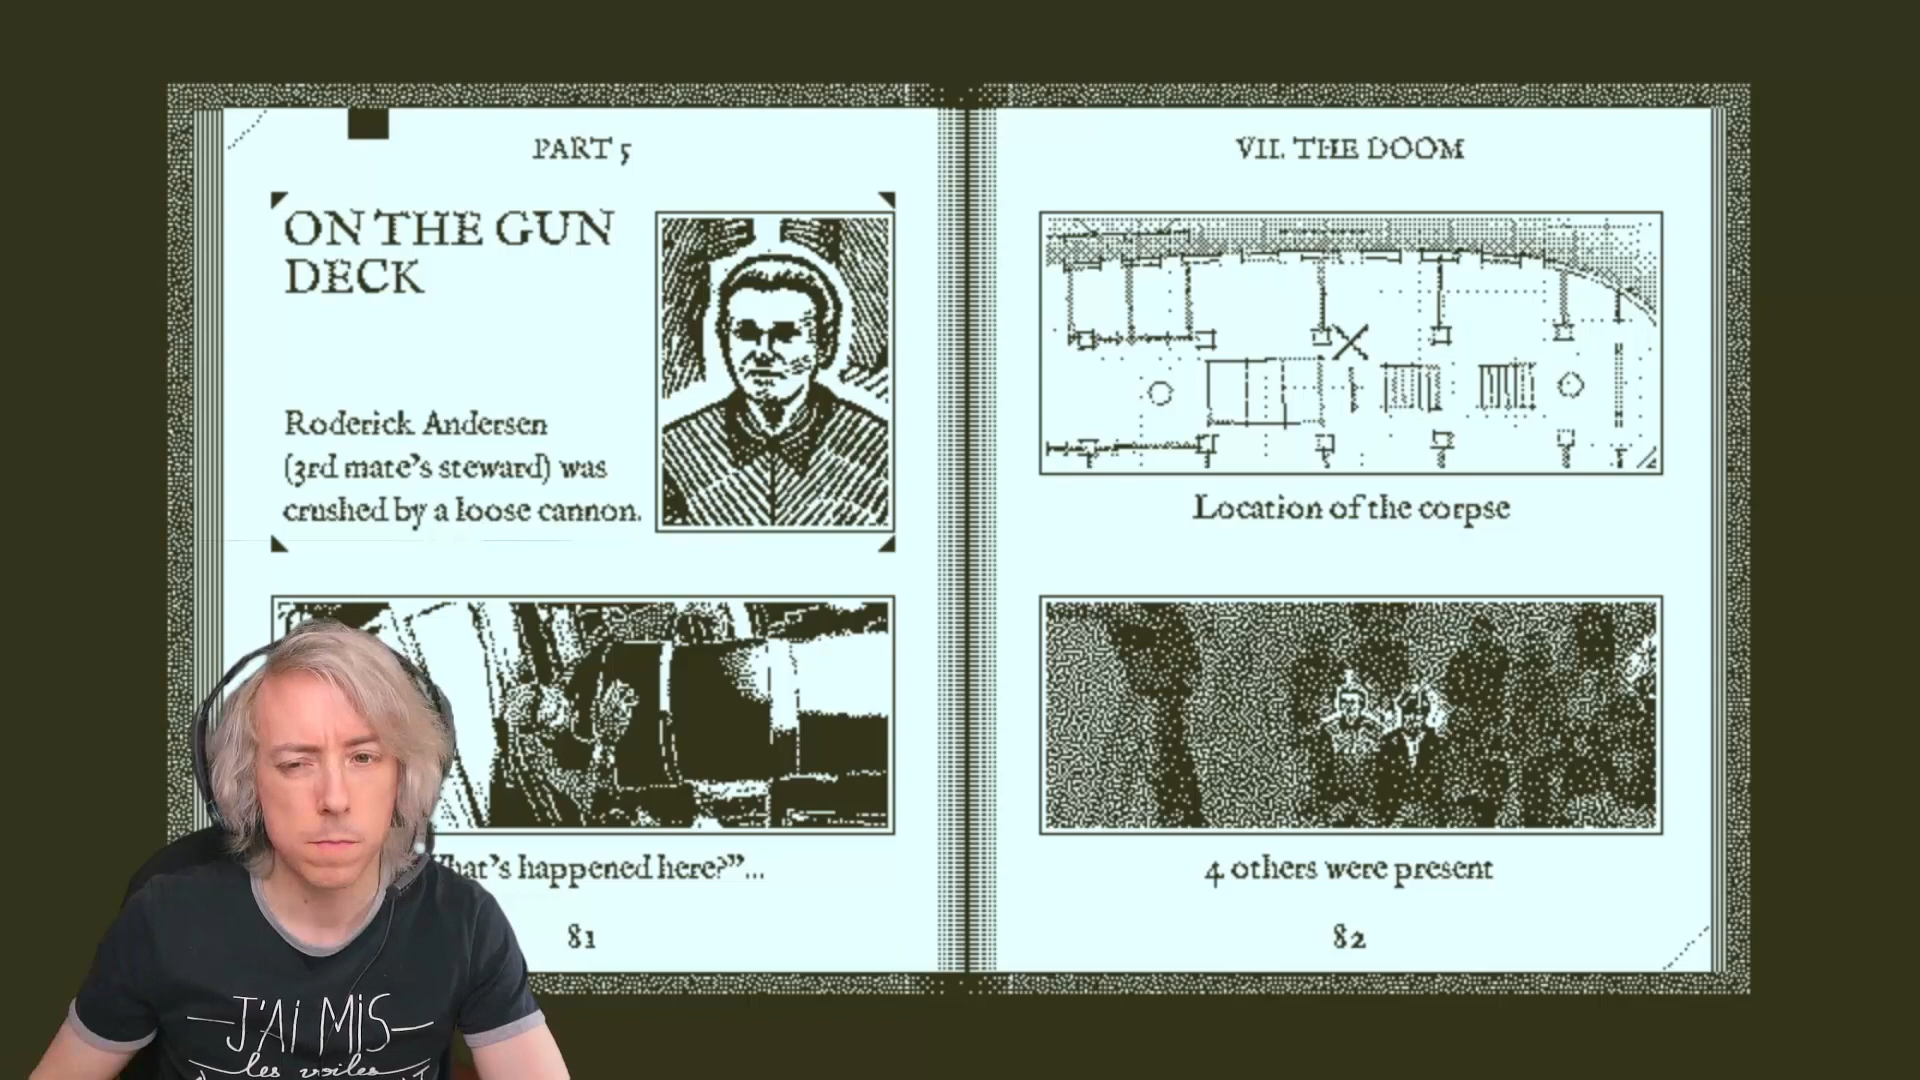 PART 5
ON THE GUN
DECK
Roderick Andersen
(3rd mate's steward) was
crushed by a loose cannon.
happened here?"...
81
VII. THE DOOM
Location of the corpse
4 others were present
82
J'AI MIS
les voiles